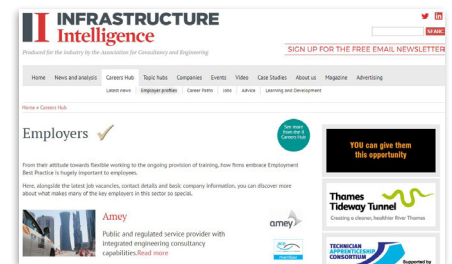 INFRASTRUCTURE
Intelligence
Produced for the industry by the Association for Consultancy and Engineering
SEARC
SIGN UP FOR THE FREE EMAIL NEWSLETTER
Home News and analysis Careers Hub Topic hubs Companies Events Video Case Studies About us Magazine Advertising
Latest news Employer profiles Career firms Jobs Advice Learning and Development
Home » Careers Hub
Employers
See more from the II Careers Hub
From their attitude towards flexible working to the ongoing provision of training, how firms embrace Employment
Best Practice is hugely important to employees.
Here, alongside the latest job vacancies, contact details and basic company information, you can discover more
about what makes many of the key employers in this sector so special.
Amey
Public and regulated service provider with
integrated engineering consultancy
capabilities.Read more
amey
YOU can give them
this opportunity
Thames
Tideway Tunnel
Creating a cleaner, healthier River Thames
TECHNICIAN
APPRENTICESHIP
CONSORTIUM
Supported by